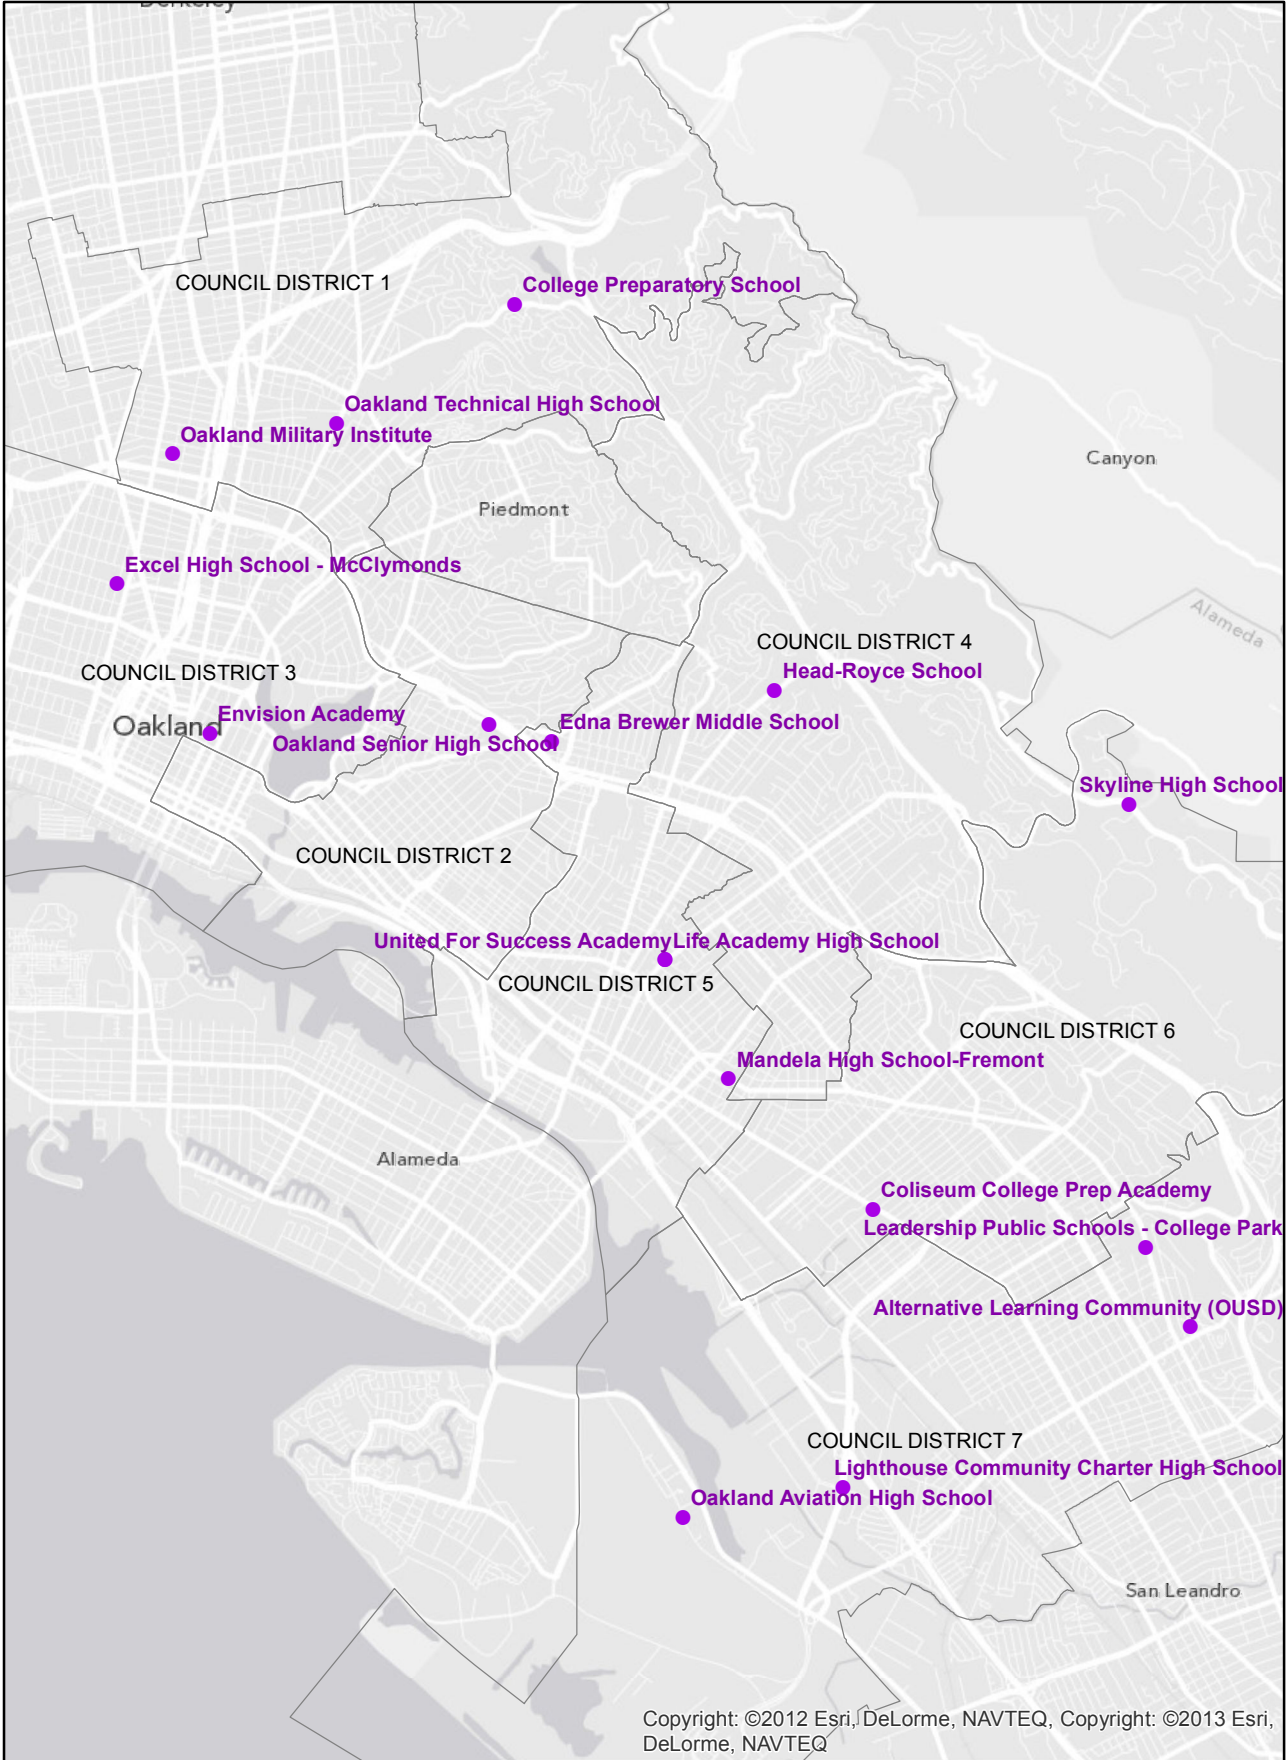 Berkeley
COUNCIL DISTRICT 1
College Preparatory School
Oakland Technical High School
Oakland Military Institute
Canyon
Piedmont
Excel High School - McClymonds
Alameda
COUNCIL DISTRICT 4
Head-Royce School
COUNCIL DISTRICT 3
Envision Academy
Oakland
Edna Brewer Middle School
Oakland Senior High School
Skyline High School
COUNCIL DISTRICT 2
United For Success Academy
Life Academy High School
COUNCIL DISTRICT 5
COUNCIL DISTRICT 6
Mandela High School-Fremont
Alameda
Coliseum College Prep Academy
Leadership Public Schools - College Park
Alternative Learning Community (OUSD)
COUNCIL DISTRICT 7
Lighthouse Community Charter High School
Oakland Aviation High School
San Leandro
Copyright: ©2012 Esri, DeLorme, NAVTEQ, Copyright: ©2013 Esri,
DeLorme, NAVTEQ